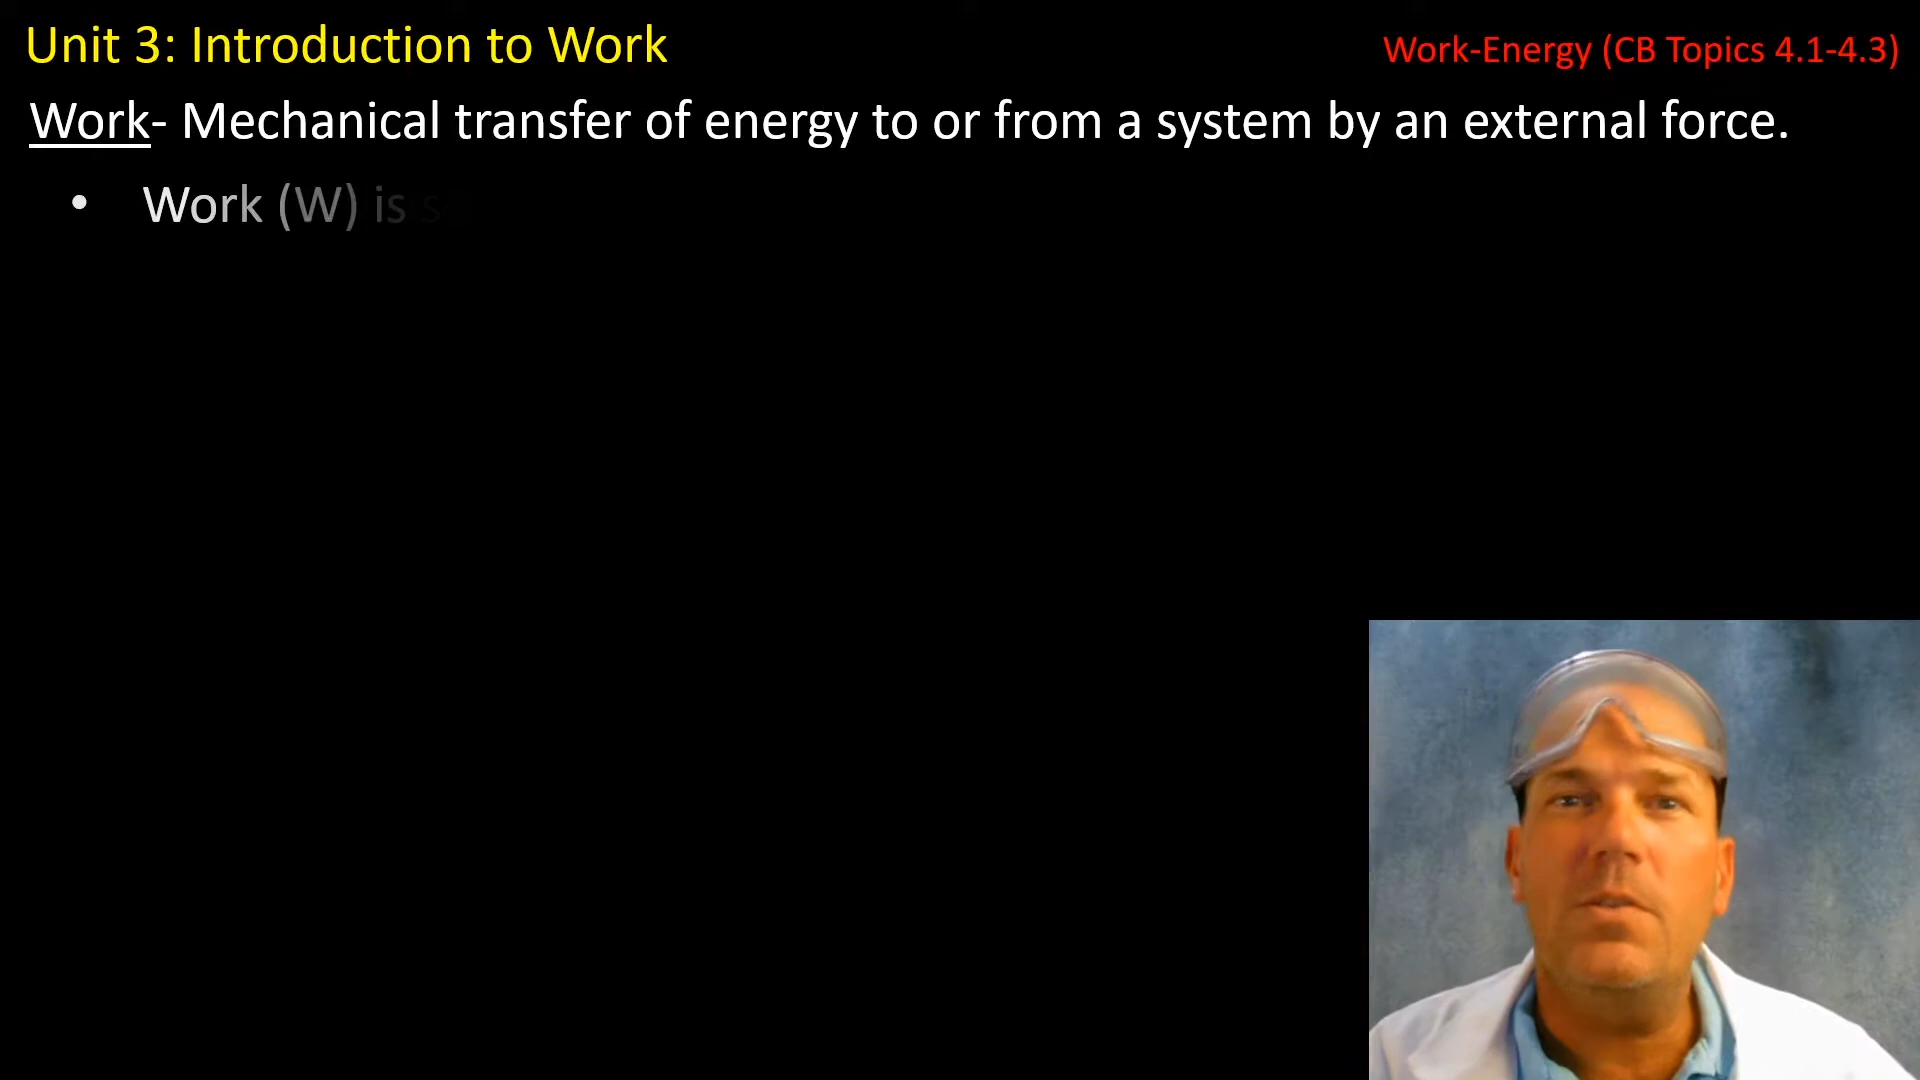 Unit 3: Introduction to Work
Work-Energy (CB Topics 4.1-4.3)
Work- Mechanical transfer of energy to or from a system by an external force.
• Work (W) is s